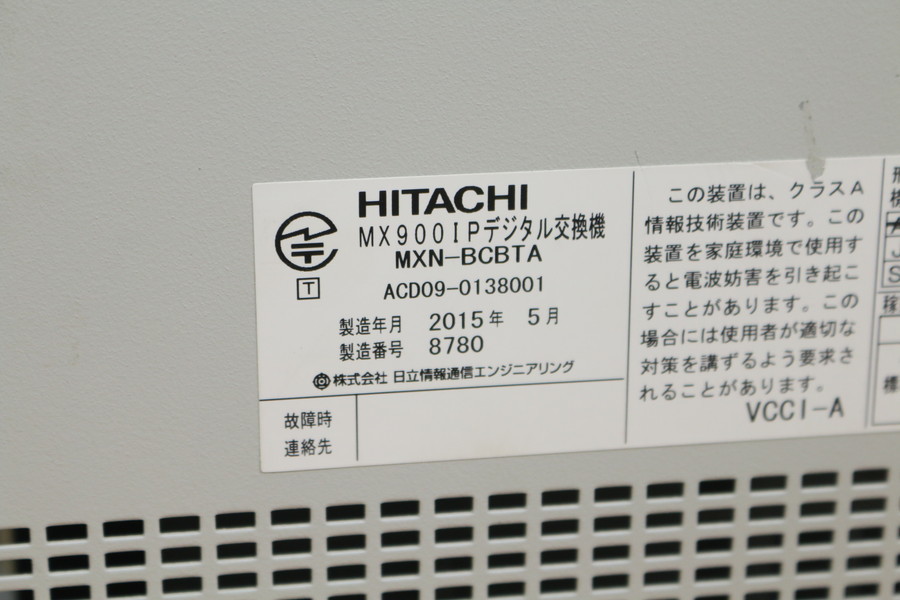 HITACHI
MX900IPデジタル交換機
MXN-BCBTA
T
ACD09-0138001
製造年月 2015年 5月
製造番号 8780
株式会社 日立情報通信エンジニアリング
故障時
連絡先
この装置は、クラスA
情報技術装置です。この
装置を家庭環境で使用す
ると電波妨害を引き起こ
すことがあります。この
場合には使用者が適切な
対策を講ずるよう要求さ
れることがあります。
VCCI-A